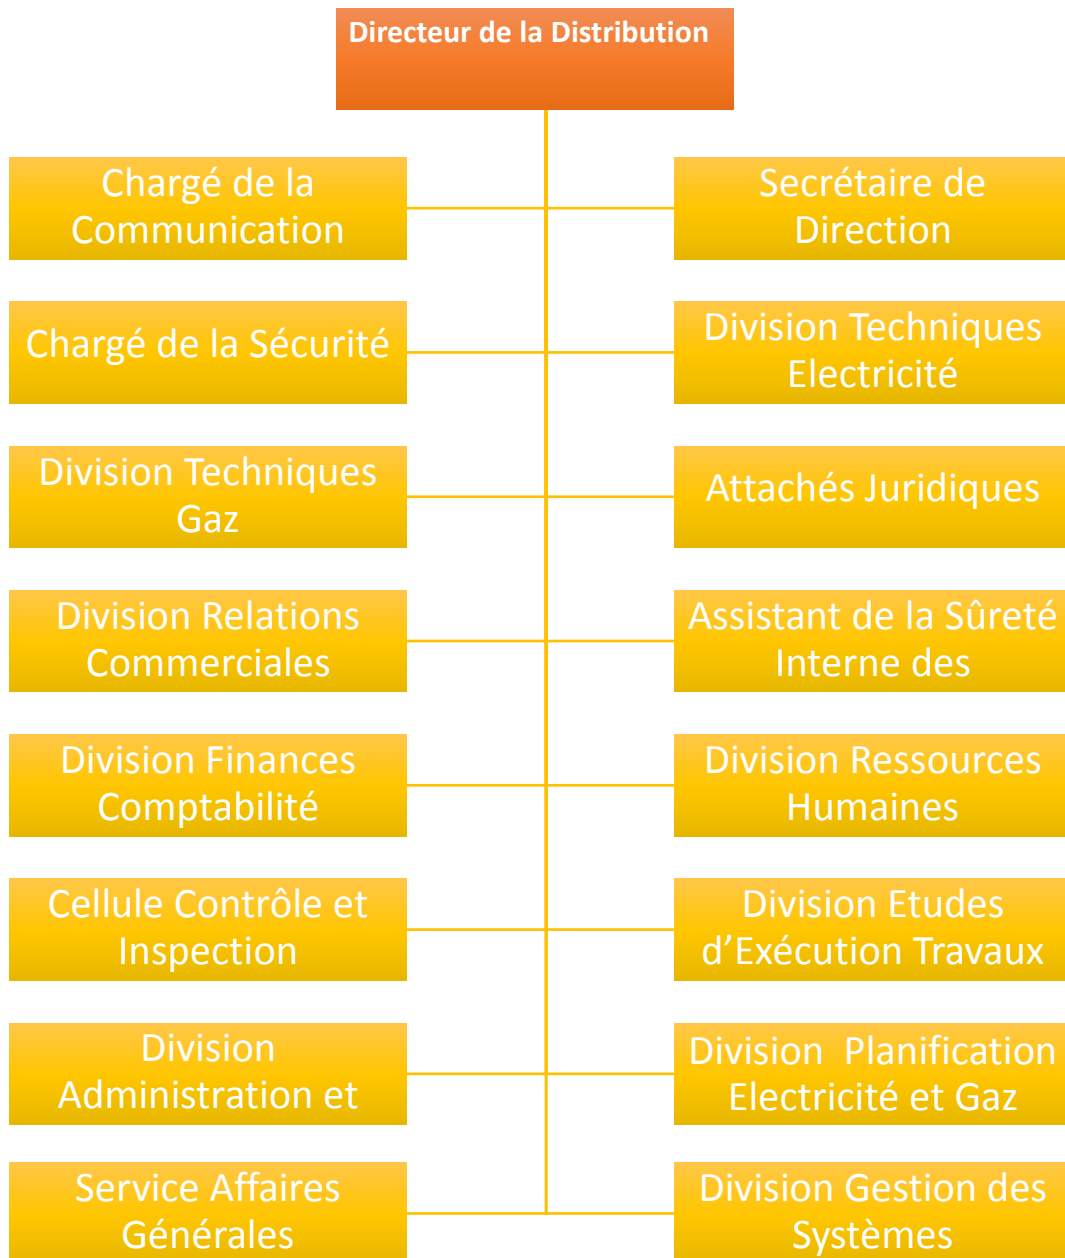 Directeur de la Distribution
Chargé de la
Communication
Secrétaire de
Direction
Chargé de la Sécurité
Division Techniques
Electricité
Division Techniques
Gaz
Attachés Juridiques
Division Relations
Commerciales
Assistant de la Sûreté
Interne des
Division Finances
Comptabilité
Division Ressources
Humaines
Cellule Contrôle et
Inspection
Division Etudes
d’Exécution Travaux
Division
Administration et
Division Planification
Electricité et Gaz
Service Affaires
Générales
Division Gestion des
Systèmes